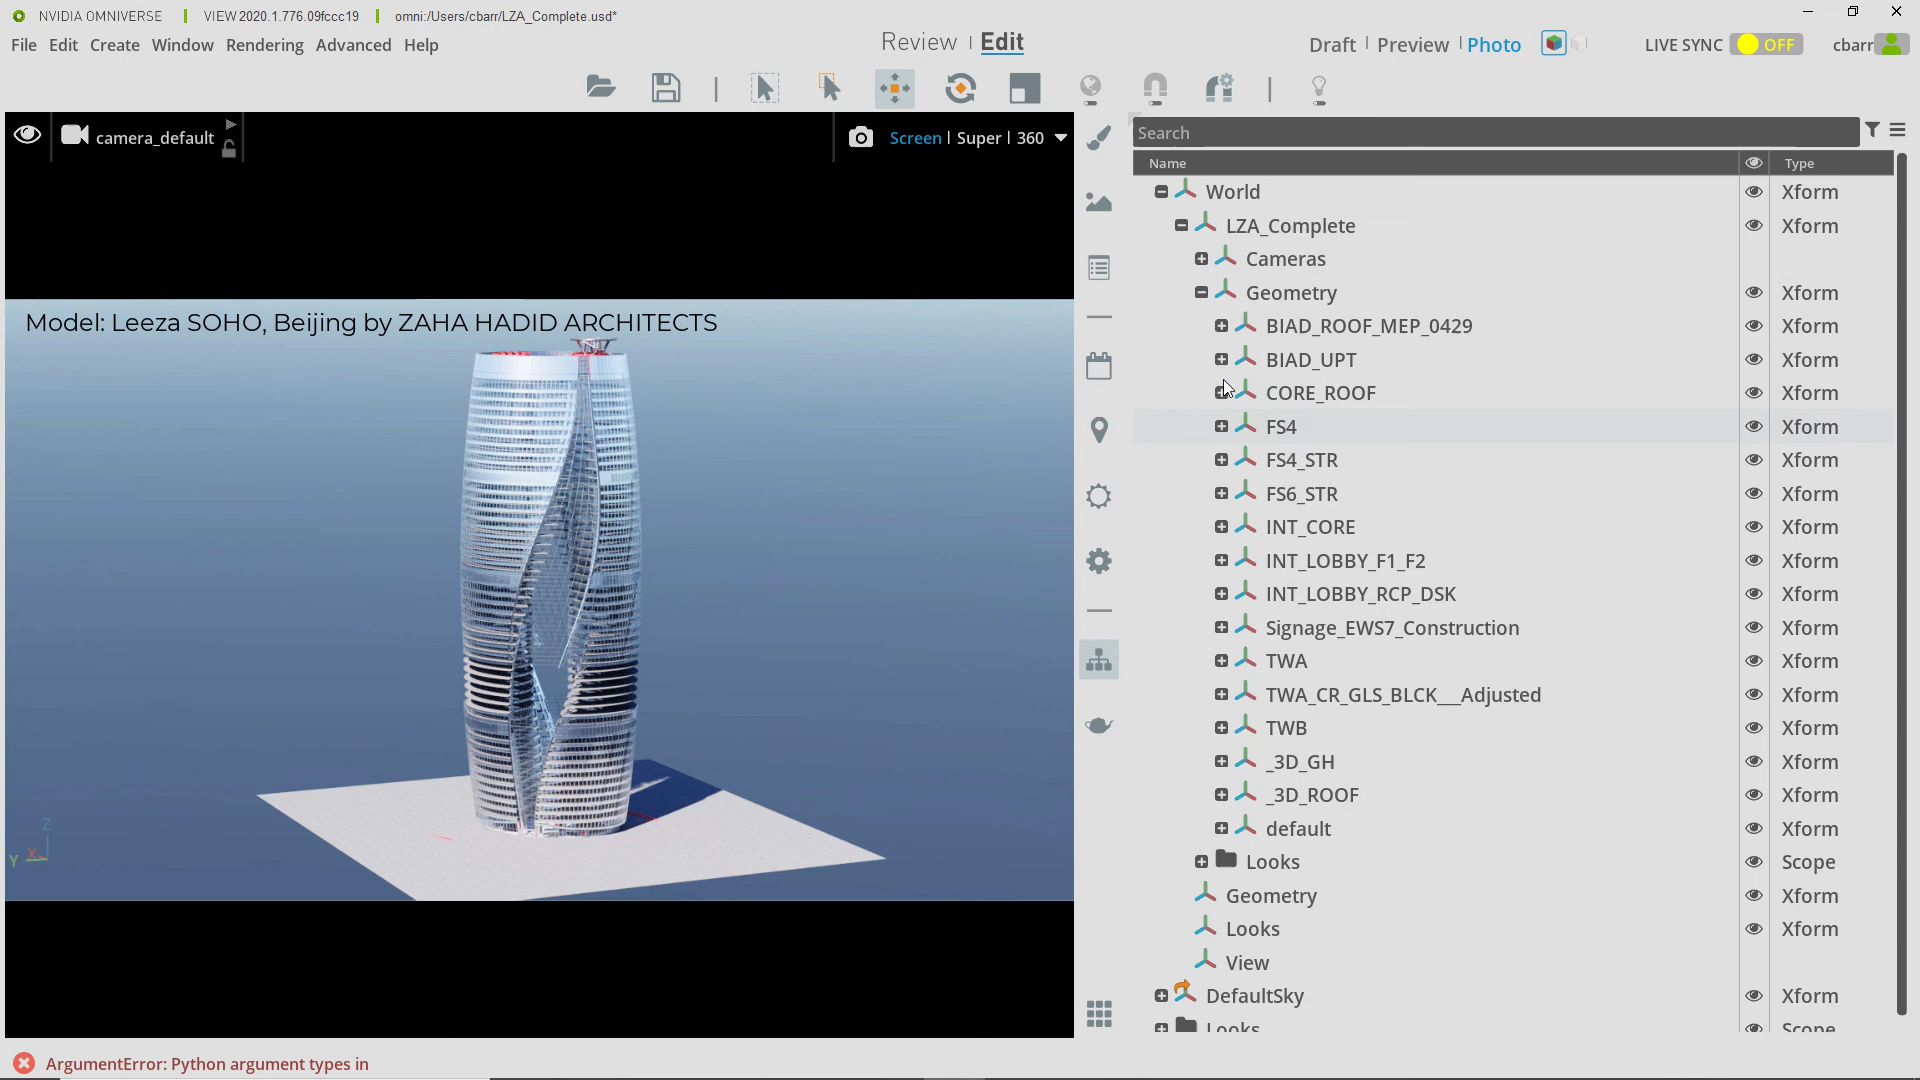 NVIDIA OMNIVERSE | VIEW 2020.1.776.09fccc19 | omni:/Users/cbarr/LZA_Complete.usd*
File Edit Create Window Rendering Advanced Help
Review | Edit
Draft | Preview | Photo
LIVE SYNC OFF cbarr
camera_default
Screen | Super | 360
Model: Leeza SOHO, Beijing by ZAHA HADID ARCHITECTS
Z
Y X
Search
Name Type
World Xform
LZA_Complete Xform
Cameras
Geometry Xform
BIAD_ROOF_MEP_0429 Xform
BIAD_UPT Xform
CORE_ROOF Xform
FS4 Xform
FS4_STR Xform
FS6_STR Xform
INT_CORE Xform
INT_LOBBY_F1_F2 Xform
INT_LOBBY_RCP_DSK Xform
Signage_EWS7_Construction Xform
TWA Xform
TWA_CR_GLS_BLCK___Adjusted Xform
TWB Xform
_3D_GH Xform
_3D_ROOF Xform
default Xform
Looks Scope
Geometry Xform
Looks Xform
View
DefaultSky Xform
Looks Scope
ArgumentError: Python argument types in